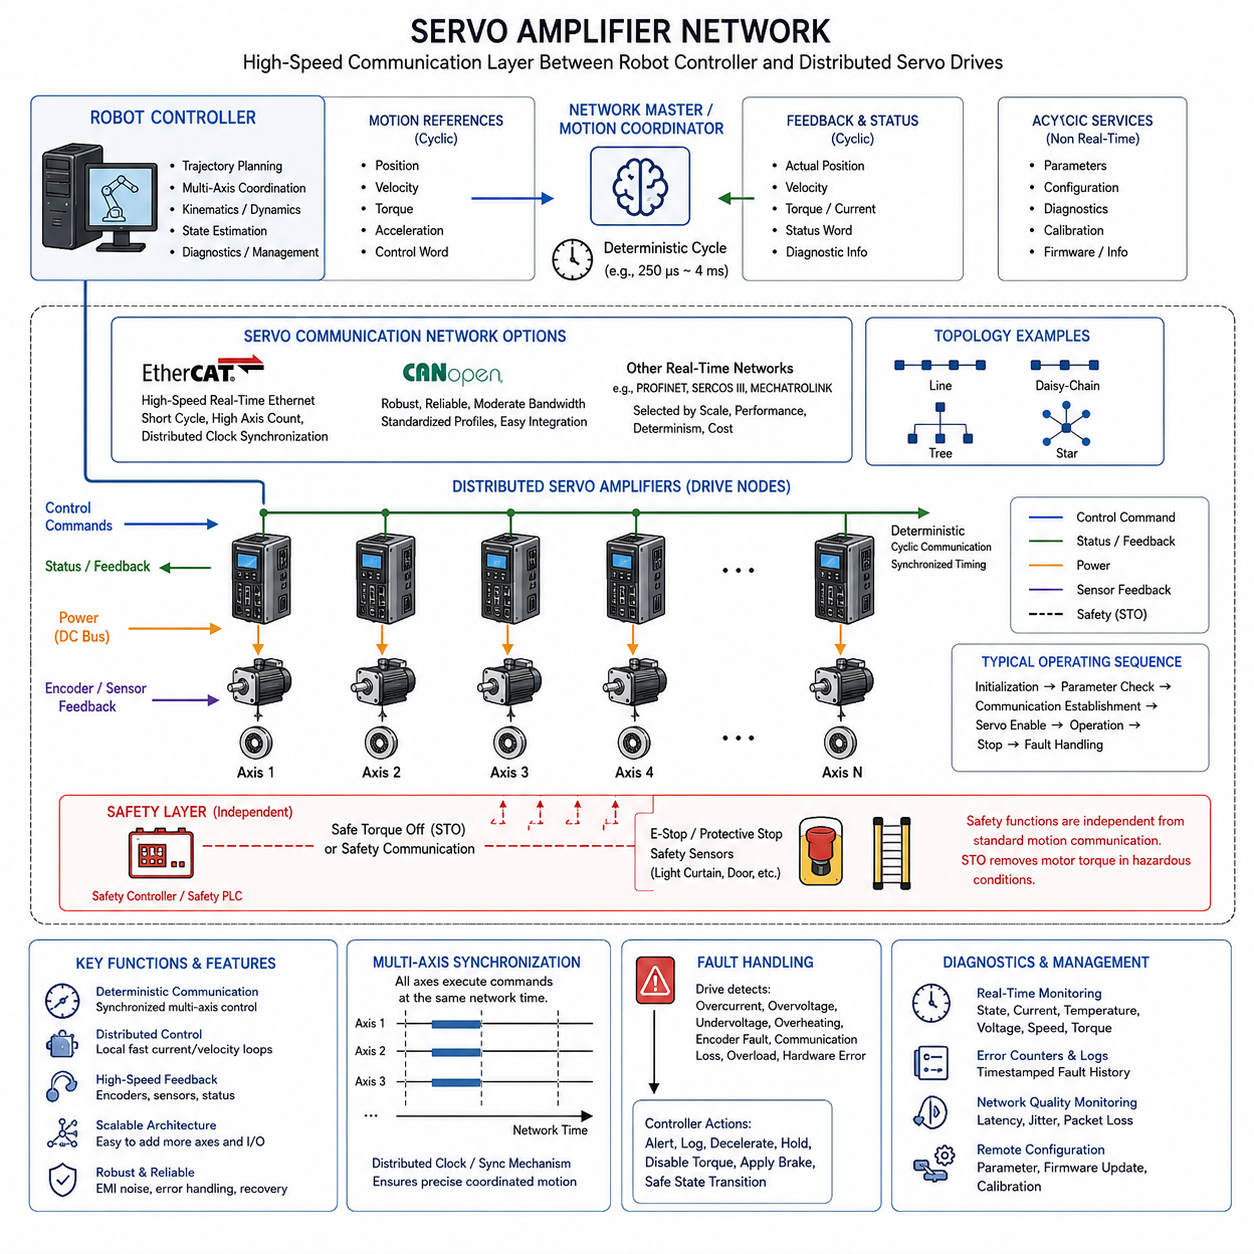 SERVO AMPLIFIER NETWORK
High-Speed Communication Layer Between Robot Controller and Distributed Servo Drives
ROBOT CONTROLLER
• Trajectory Planning
• Multi-Axis Coordination
• Kinematics / Dynamics
• State Estimation
• Diagnostics / Management
MOTION REFERENCES
(Cyclic)
• Position
• Velocity
• Torque
• Acceleration
• Control Word
NETWORK MASTER /
MOTION COORDINATOR
Deterministic Cycle
(e.g., 250 μs ~ 4 ms)
FEEDBACK & STATUS
(Cyclic)
• Actual Position
• Velocity
• Torque / Current
• Status Word
• Diagnostic Info
SERVICES
(Non Real-Time)
• Parameters
• Configuration
• Diagnostics
• Calibration
• Firmware / Info
SERVO COMMUNICATION NETWORK OPTIONS
EtherCAT
High-Speed Real-Time Ethernet
Short Cycle, High Axis Count,
Distributed Clock Synchronization
CANopen
Robust, Reliable, Moderate Bandwidth
Standardized Profiles, Easy Integration
Other Real-Time Networks
e.g., PROFINET, SERCOS III, MECHATROLINK
Selected by Scale, Performance,
Determinism, Cost
TOPOLOGY EXAMPLES
Line
Daisy-Chain
Tree
Star
DISTRIBUTED SERVO AMPLIFIERS (DRIVE NODES)
Control
Commands
Status / Feedback
Power
(DC Bus)
Encoder / Sensor
Feedback
Deterministic
Cyclic Communication
Synchronized Timing
...
...
Axis 1
Axis 2
Axis 3
Axis 4
Axis N
Control Command
Status / Feedback
Power
Sensor Feedback
Safety (STO)
TYPICAL OPERATING SEQUENCE
Initialization → Parameter Check →
Communication Establishment →
Servo Enable → Operation →
Stop → Fault Handling
SAFETY LAYER (Independent)
Safety Controller / Safety PLC
Safe Torque Off (STO)
or Safety Communication
E-Stop / Protective Stop
Safety Sensors
(Light Curtain, Door, etc.)
Safety functions are independent from
standard motion communication.
STO removes motor torque in hazardous
conditions.
KEY FUNCTIONS & FEATURES
Deterministic Communication
Synchronized multi-axis control
Distributed Control
Local fast current/velocity loops
High-Speed Feedback
Encoders, sensors, status
Scalable Architecture
Easy to add more axes and I/O
Robust & Reliable
EMI noise, error handling, recovery
MULTI-AXIS SYNCHRONIZATION
All axes execute commands
at the same network time.
Axis 1
Axis 2
Axis 3
...
Network Time
Distributed Clock / Sync Mechanism
Ensures precise coordinated motion
FAULT HANDLING
Drive detects:
Overcurrent, Overvoltage,
Undervoltage, Overheating,
Encoder Fault, Communication
Loss, Overload, Hardware Error
Controller Actions:
Alert, Log, Decelerate, Hold,
Disable Torque, Apply Brake,
Safe State Transition
DIAGNOSTICS & MANAGEMENT
Real-Time Monitoring
State, Current, Temperature,
Voltage, Speed, Torque
Error Counters & Logs
Timestamped Fault History
Network Quality Monitoring
Latency, Jitter, Packet Loss
Remote Configuration
Parameter, Firmware Update,
Calibration